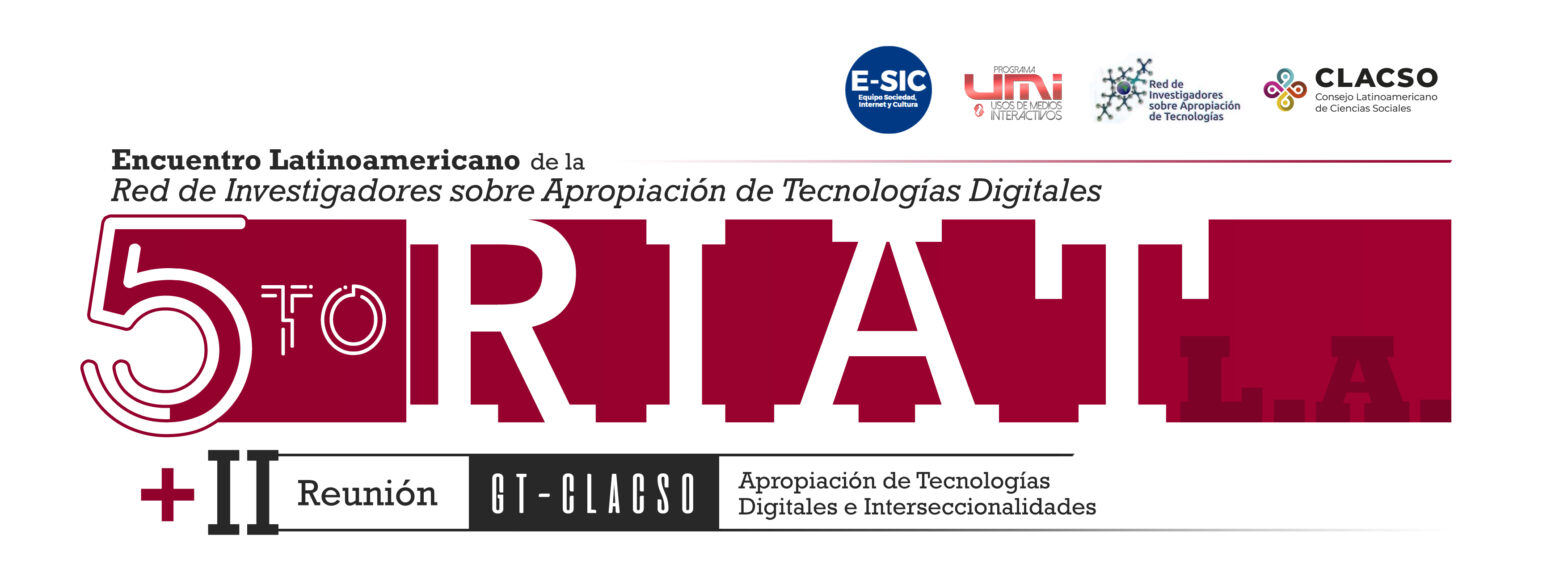 E-SIC
Equipo Sociedad,
Internet y Cultura
PROGRAMA
UMi
USOS DE MEDIOS
INTERACTIVOS
Red de
Investigadores
sobre Apropiación
de Tecnologías
CLACSO
Consejo Latinoamericano
de Ciencias Sociales
Encuentro Latinoamericano de la
Red de Investigadores sobre Apropiación de Tecnologías Digitales
5TO RIAT L.A.
+ II Reunión GT-CLACSO
Apropiación de Tecnologías
Digitales e Interseccionalidades